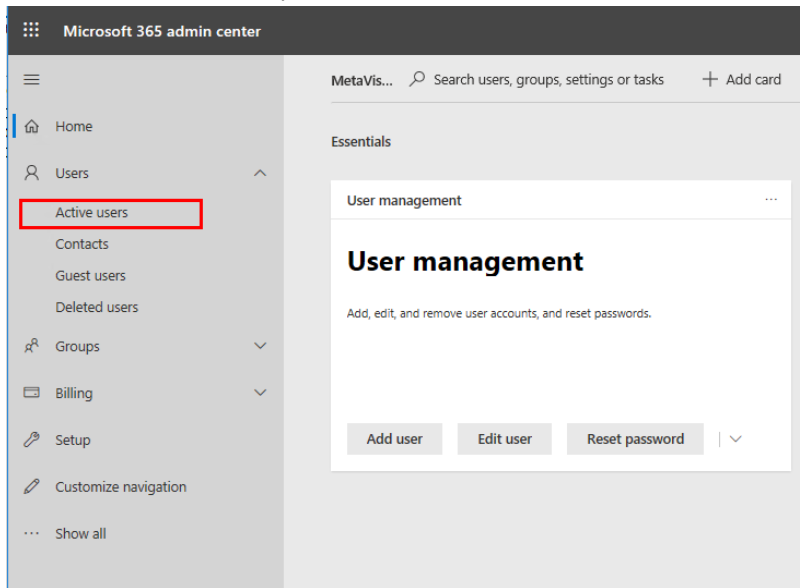 Microsoft 365 admin center
MetaVis... Search users, groups, settings or tasks + Add card
Home
Essentials
Users
User management ...
Active users
Contacts
User management
Guest users
Deleted users
Add, edit, and remove user accounts, and reset passwords.
Groups
Billing
Add user Edit user Reset password
Setup
Customize navigation
... Show all